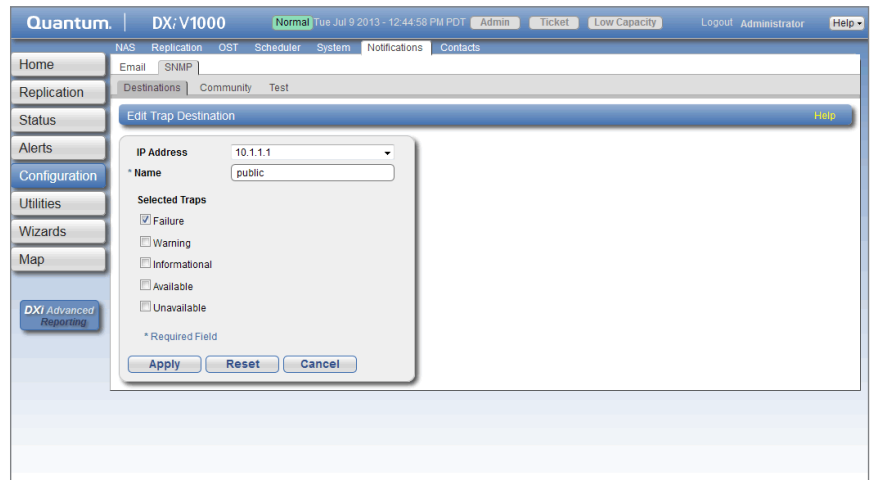 Quantum. DXi V1000 Normal Tue Jul 9 2013 - 12:44:58 PM PDT Admin Ticket Low Capacity Logout Administrator Help
NAS Replication OST Scheduler System Notifications Contacts
Home
Email SNMP
Replication
Destinations Community Test
Status
Edit Trap Destination Help
Alerts
IP Address 10.1.1.1
Configuration
* Name public
Utilities
Selected Traps
Failure
Wizards
Warning
Map
Informational
Available
DXi Advanced
Reporting
Unavailable
* Required Field
Apply Reset Cancel